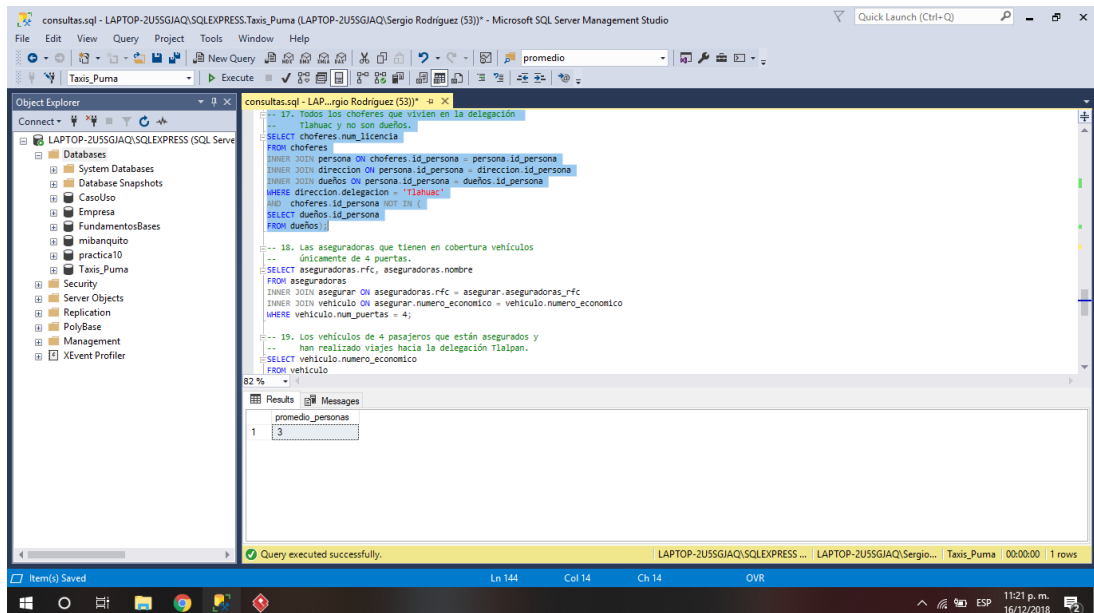 consultas.sql - LAPTOP-2U5SGJAQ\SQLEXPRESS.Taxis_Puma (LAPTOP-2U5SGJAQ\Sergio Rodríguez (53))* - Microsoft SQL Server Management Studio
Quick Launch (Ctrl+Q)
File Edit View Query Project Tools Window Help
New Query
promedio
Taxis_Puma
Execute
Object Explorer
Connect
LAPTOP-2U5SGJAQ\SQLEXPRESS (SQL Serve
Databases
System Databases
Database Snapshots
CasoUso
Empresa
FundamentosBases
mibanquito
practica10
Taxis_Puma
Security
Server Objects
Replication
PolyBase
Management
XEvent Profiler
consultas.sql - LAP...rgio Rodríguez (53))*
-- 17. Todos los choferes que vivien en la delegación
-- Tlahuac y no son dueños.
SELECT choferes.num_licencia
FROM choferes
INNER JOIN persona ON choferes.id_persona = persona.id_persona
INNER JOIN direccion ON persona.id_persona = direccion.id_persona
INNER JOIN dueños ON persona.id_persona = dueños.id_persona
WHERE direccion.delegacion = 'Tlahuac'
AND choferes.id_persona NOT IN (
SELECT dueños.id_persona
FROM dueños);
-- 18. Las aseguradoras que tienen en cobertura vehículos
-- únicamente de 4 puertas.
SELECT aseguradoras.rfc, aseguradoras.nombre
FROM aseguradoras
INNER JOIN asegurar ON aseguradoras.rfc = asegurar.aseguradoras_rfc
INNER JOIN vehiculo ON asegurar.numero_economico = vehiculo.numero_economico
WHERE vehiculo.num_puertas = 4;
-- 19. Los vehículos de 4 pasajeros que están asegurados y
-- han realizado viajes hacia la delegación Tlalpan.
SELECT vehiculo.numero_economico
FROM vehiculo
82 %
Results Messages
promedio_personas
1 3
Query executed successfully.
LAPTOP-2U5SGJAQ\SQLEXPRESS ... LAPTOP-2U5SGJAQ\Sergio... Taxis_Puma 00:00:00 1 rows
Item(s) Saved Ln 144 Col 14 Ch 14 OVR
ESP
11:21 p. m.
16/12/2018
2